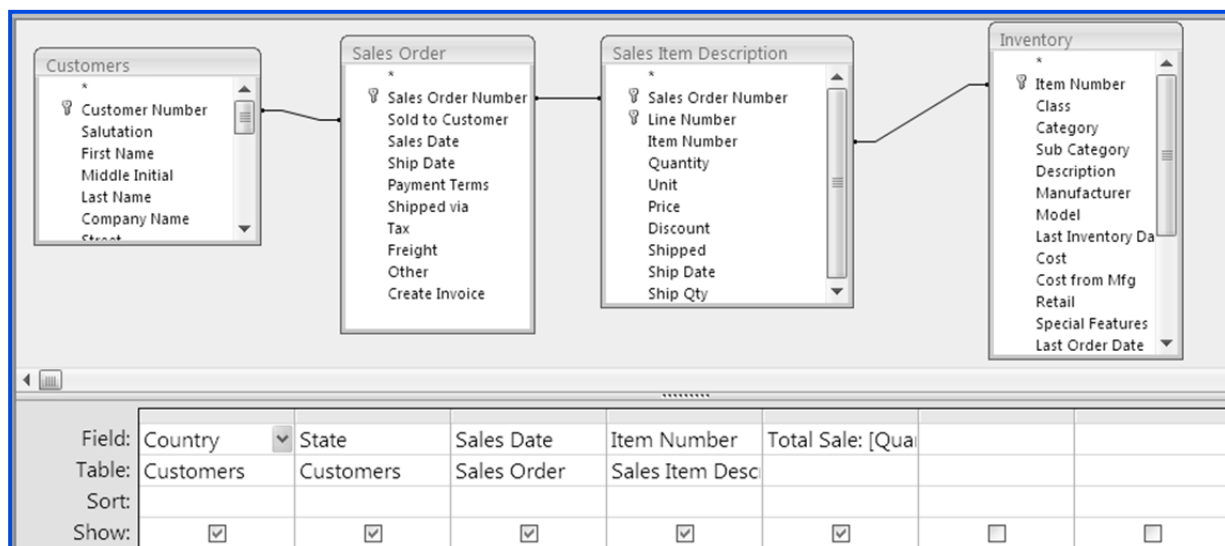 Customers
*
Customer Number
Salutation
First Name
Middle Initial
Last Name
Company Name
Street
Sales Order
*
Sales Order Number
Sold to Customer
Sales Date
Ship Date
Payment Terms
Shipped via
Tax
Freight
Other
Create Invoice
Sales Item Description
*
Sales Order Number
Line Number
Item Number
Quantity
Unit
Price
Discount
Shipped
Ship Date
Ship Qty
Inventory
*
Item Number
Class
Category
Sub Category
Description
Manufacturer
Model
Last Inventory Da
Cost
Cost from Mfg
Retail
Special Features
Last Order Date
Field: Country State Sales Date Item Number Total Sale: [Qua
Table: Customers Customers Sales Order Sales Item Desc
Sort:
Show: